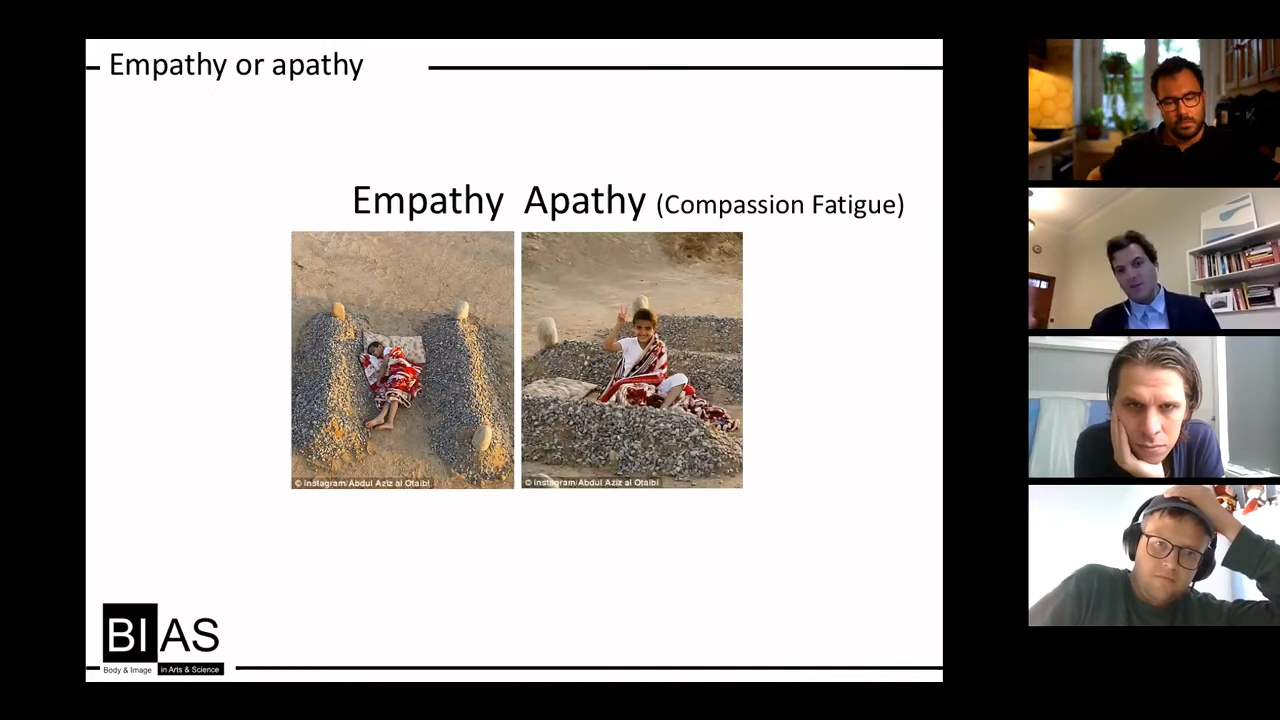 Empathy or apathy
Empathy Apathy (Compassion Fatigue)
© instagram/Abdul Aziz al Otaibi
© instagram/Abdul Aziz al Otaibi
BIAS
Body & Image in Arts & Science